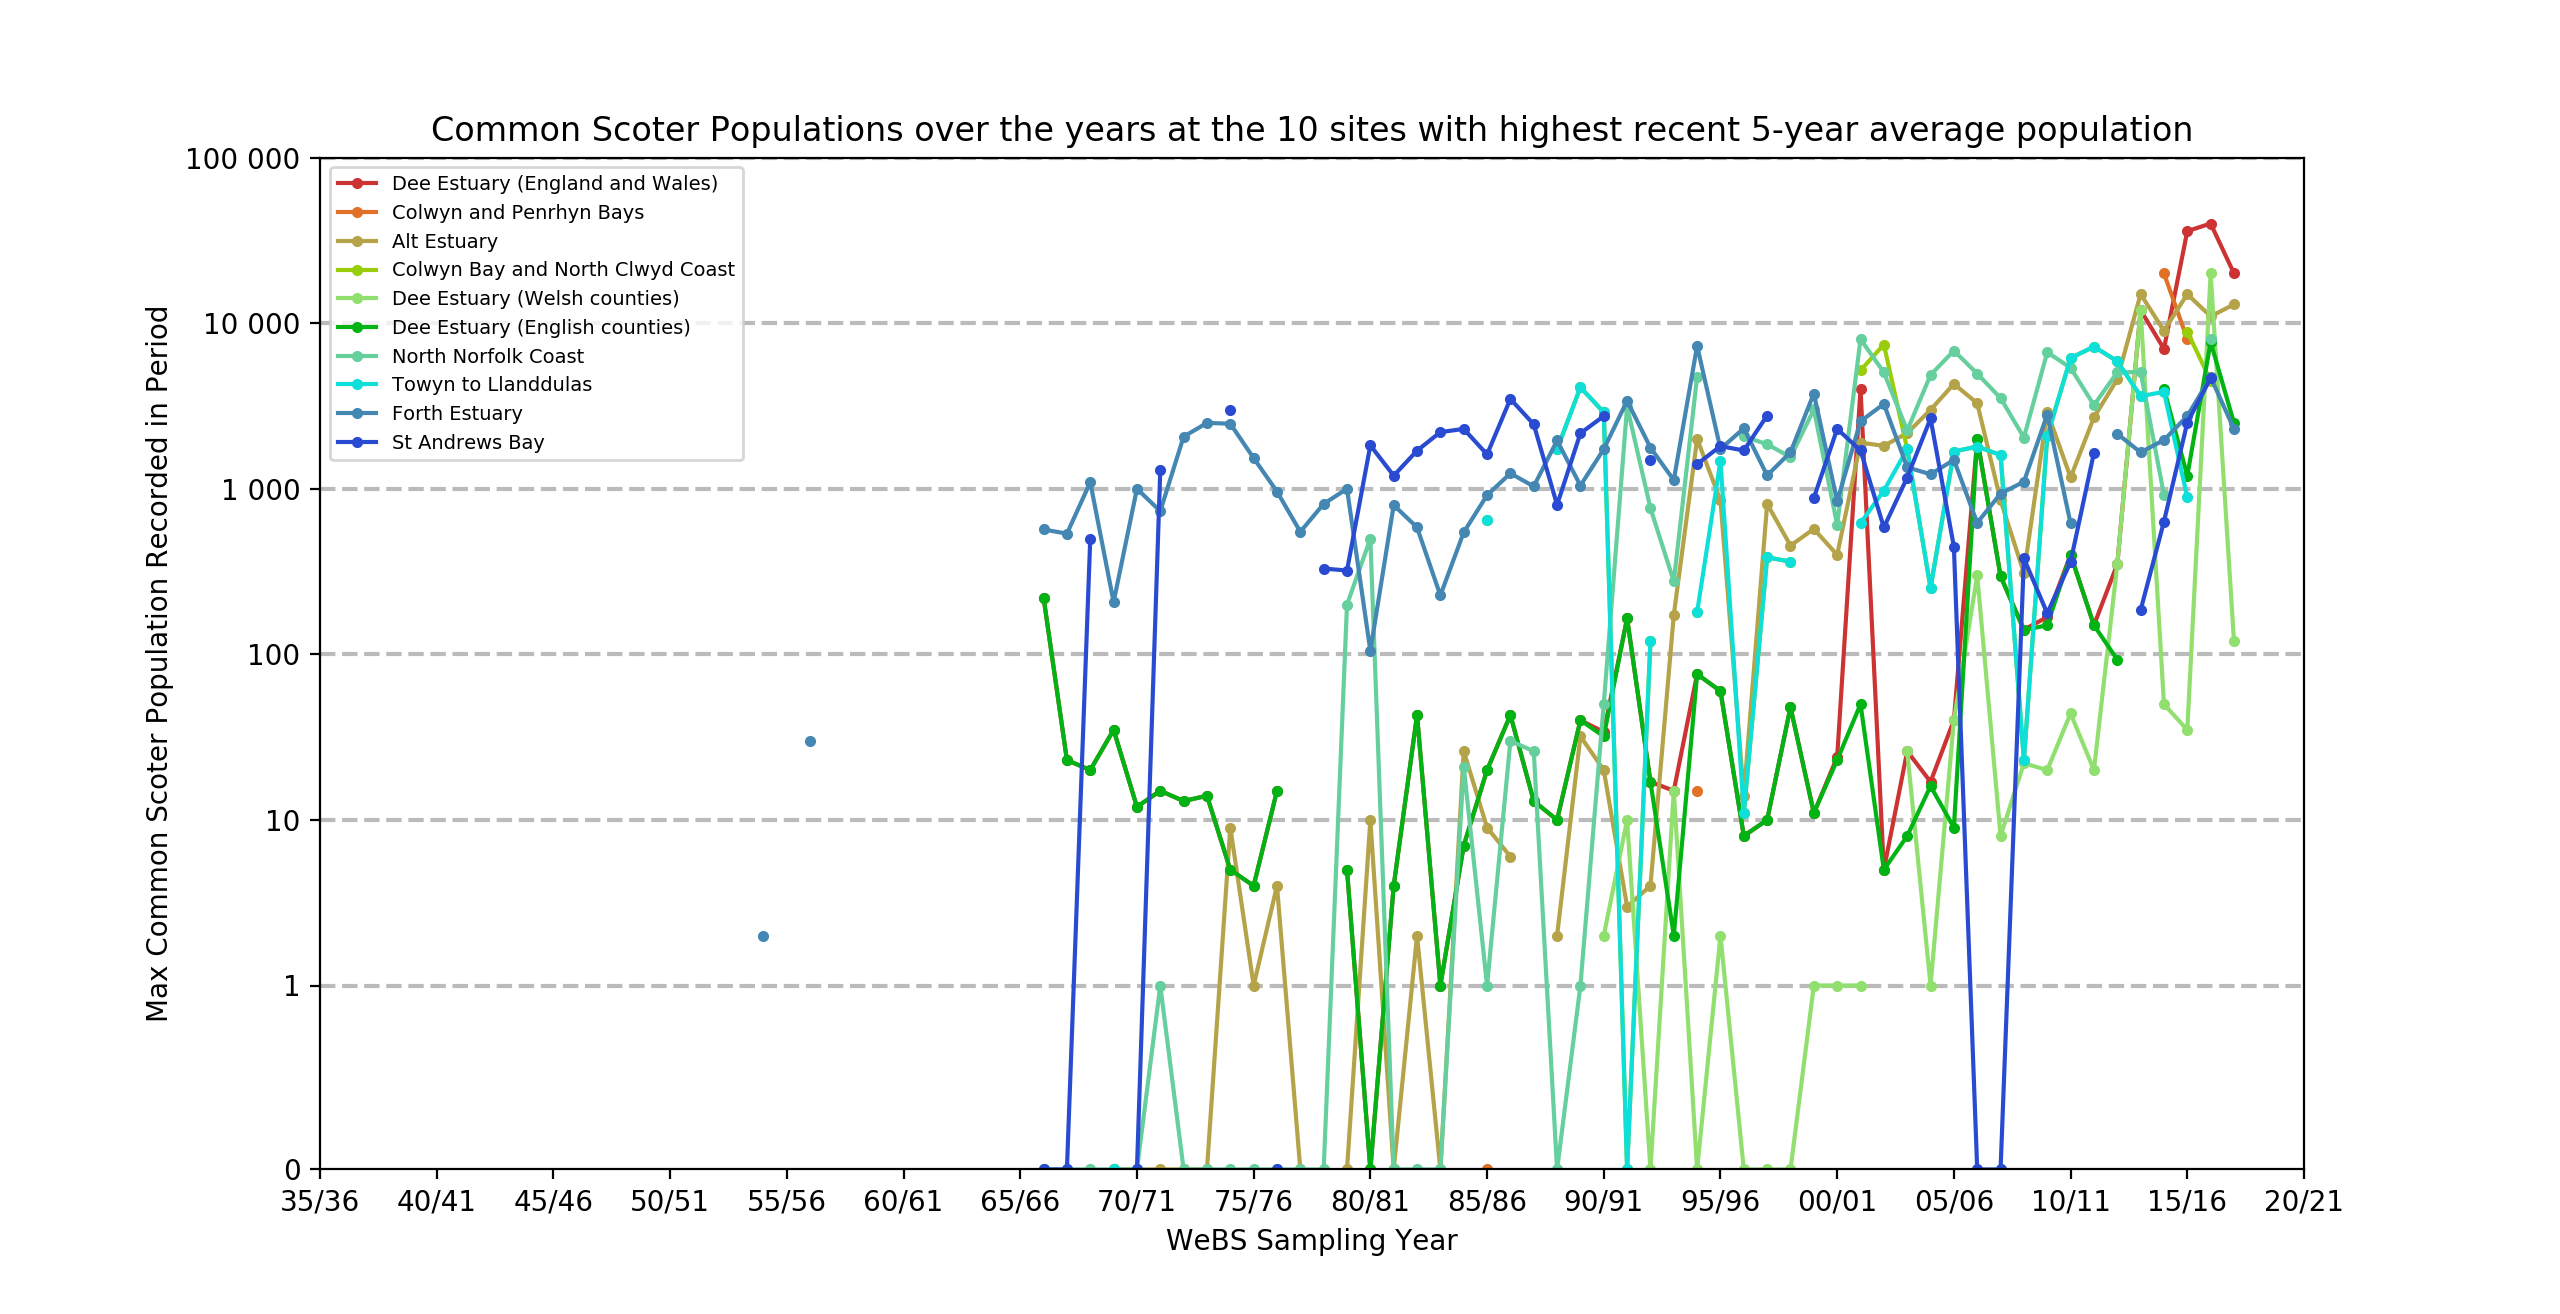 Common Scoter Populations over the years at the 10 sites with highest recent 5-year average population
Max Common Scoter Population Recorded in Period
100 000
10 000
1 000
100
10
1
0
Dee Estuary (England and Wales)
Colwyn and Penrhyn Bays
Alt Estuary
Colwyn Bay and North Clwyd Coast
Dee Estuary (Welsh counties)
Dee Estuary (English counties)
North Norfolk Coast
Towyn to Llanddulas
Forth Estuary
St Andrews Bay
35/36 40/41 45/46 50/51 55/56 60/61 65/66 70/71 75/76 80/81 85/86 90/91 95/96 00/01 05/06 10/11 15/16 20/21
WeBS Sampling Year